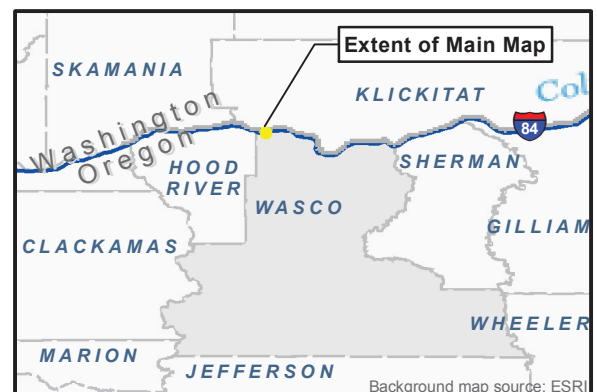 Extent of Main Map
SKAMANIA
KLICKITAT
Col
84
Washington
Oregon
HOOD
RIVER
SHERMAN
WASCO
GILLIAM
CLACKAMAS
WHEELER
MARION
JEFFERSON
Background map source: ESRI